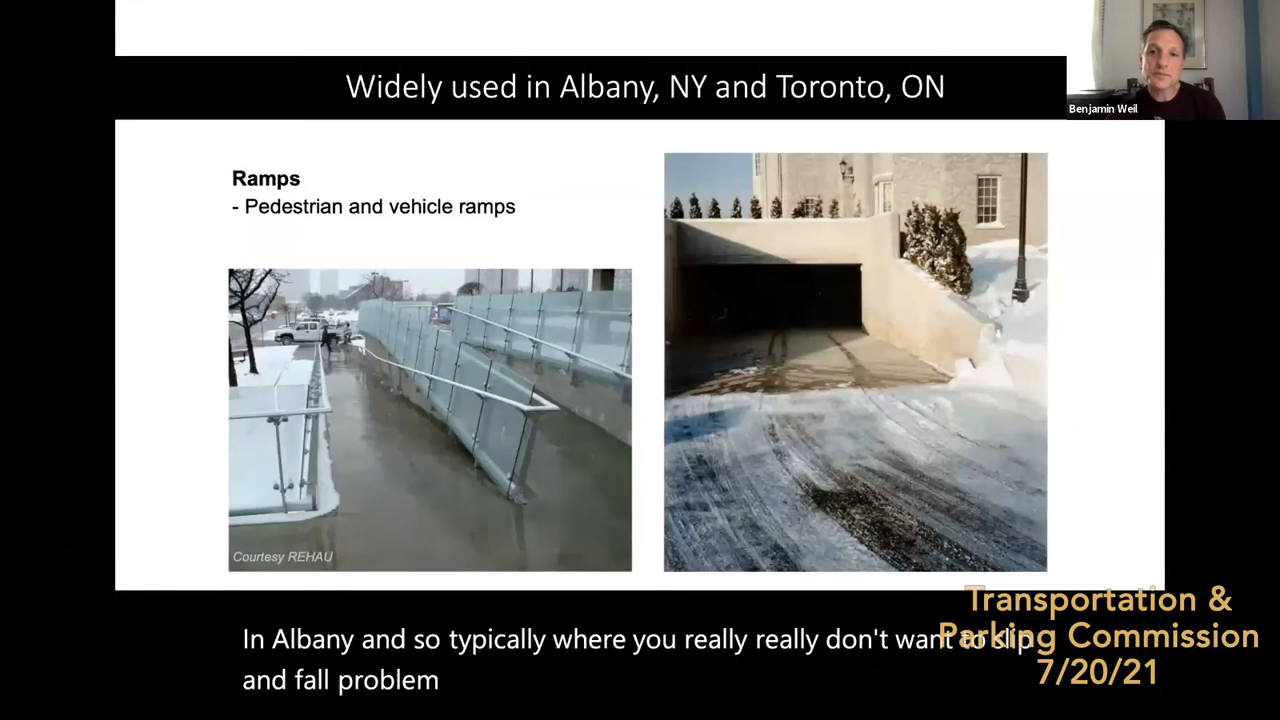 Widely used in Albany, NY and Toronto, ON
Benjamin Weil
Ramps
- Pedestrian and vehicle ramps
Courtesy REHAU
In Albany and so typically where you really really don't want to slip
and fall problem
Transportation &
Parking Commission
7/20/21